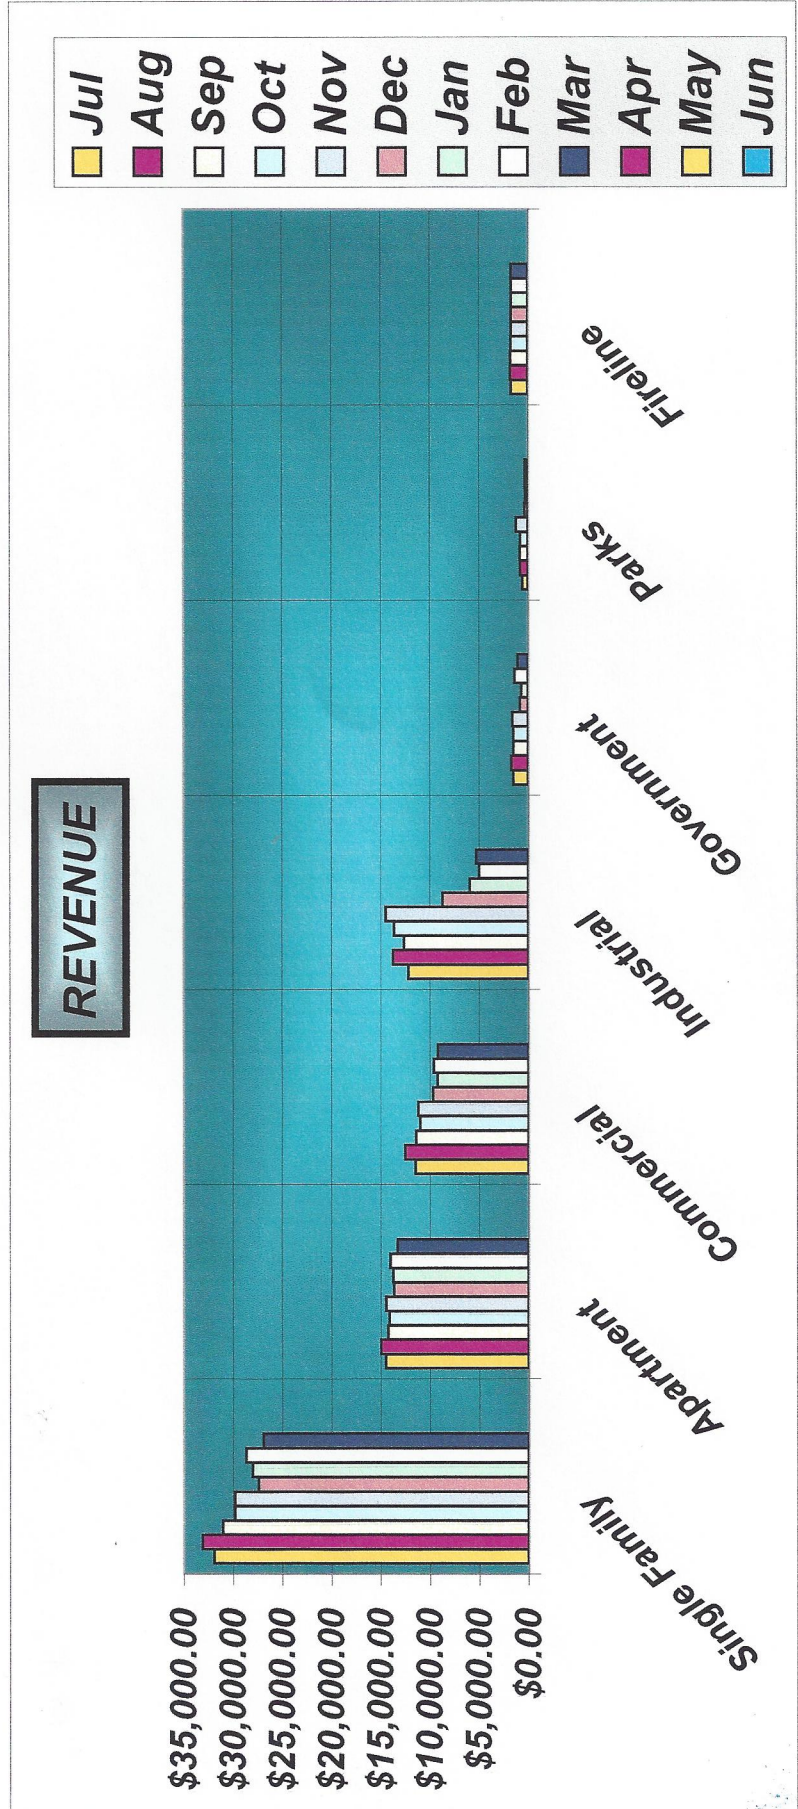 REVENUE
$35,000.00
$30,000.00
$25,000.00
$20,000.00
$15,000.00
$10,000.00
$5,000.00
$0.00
Single Family
Apartment
Commercial
Industrial
Government
Parks
Fireline
Jul
Aug
Sep
Oct
Nov
Dec
Jan
Feb
Mar
Apr
May
Jun